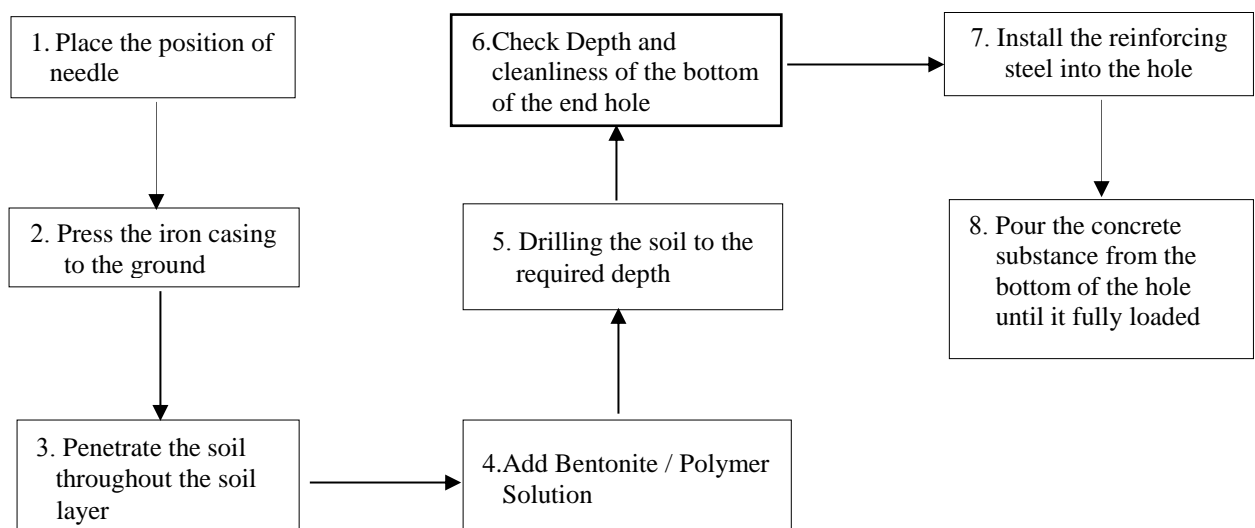 1. Place the position of
needle
2. Press the iron casing
to the ground
3. Penetrate the soil
throughout the soil
layer
4.Add Bentonite / Polymer
Solution
5. Drilling the soil to the
required depth
6.Check Depth and
cleanliness of the bottom
of the end hole
7. Install the reinforcing
steel into the hole
8. Pour the concrete
substance from the
bottom of the hole
until it fully loaded